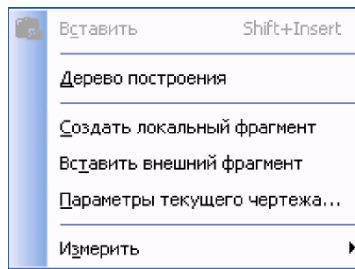 Вставить Shift+Insert
Дерево построения
Создать локальный фрагмент
Вставить внешний фрагмент
Параметры текущего чертежа...
Измерить